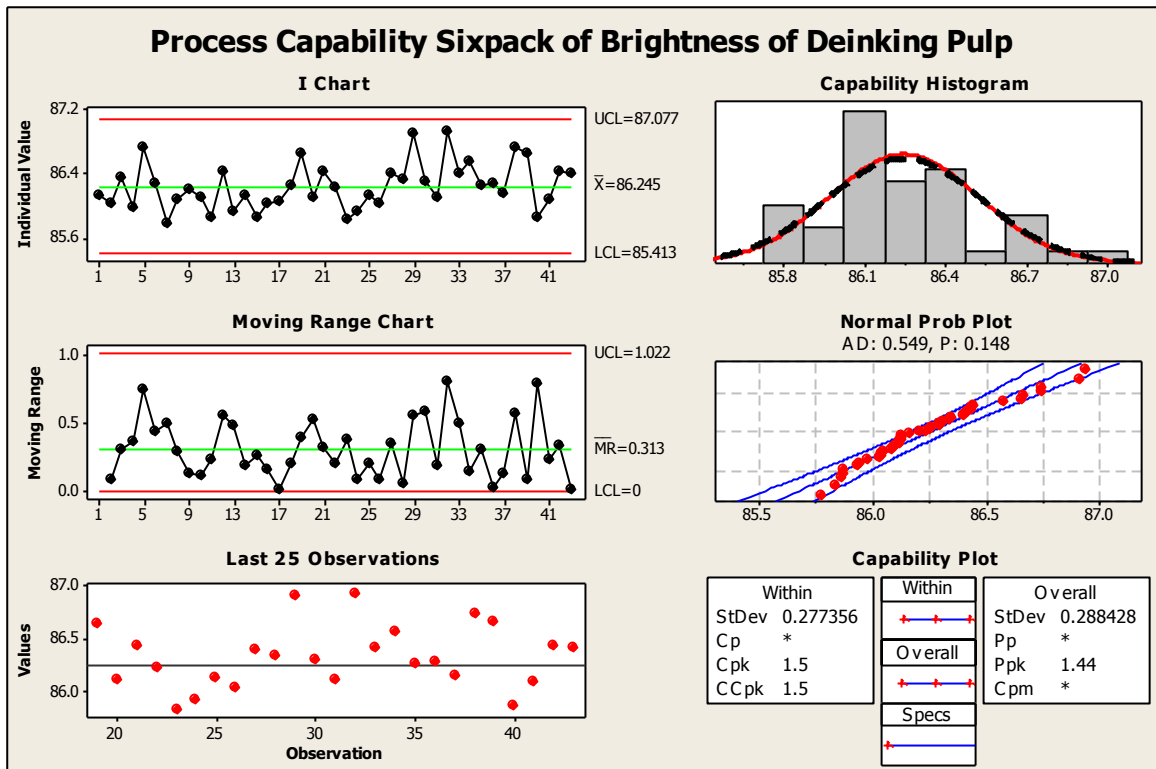 Process Capability Sixpack of Brightness of Deinking Pulp
I Chart
Individual Value
87.2
86.4
85.6
UCL=87.077
X=86.245
LCL=85.413
1 5 9 13 17 21 25 29 33 37 41
Capability Histogram
85.8 86.1 86.4 86.7 87.0
Moving Range Chart
Moving Range
1.0
0.5
0.0
UCL=1.022
MR=0.313
LCL=0
1 5 9 13 17 21 25 29 33 37 41
Normal Prob Plot
AD: 0.549, P: 0.148
85.5 86.0 86.5 87.0
Last 25 Observations
Values
87.0
86.5
86.0
20 25 30 35 40
Observation
Capability Plot
Within
StDev 0.277356
Cp *
Cpk 1.5
CCpk 1.5
Within
Overall
Specs
Overall
StDev 0.288428
Pp *
Ppk 1.44
Cpm *